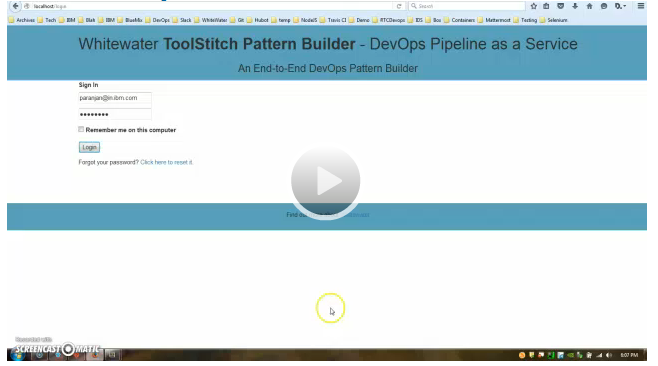 localhost/login
Search
Archives Tech IBM Blah IBM BlueMix DevOps Slack WhiteWater Git Hubot temp NodeJS Travis CI Demo RTCDevops IDS Box Containers Mattermost Testing Selenium
Whitewater ToolStitch Pattern Builder - DevOps Pipeline as a Service
An End-to-End DevOps Pattern Builder
Sign In
paranjan@in.ibm.com
Remember me on this computer
Login
Forgot your password? Click here to reset it.
Find
Recorded with
SCREENCAST-O-MATIC
5:07 PM